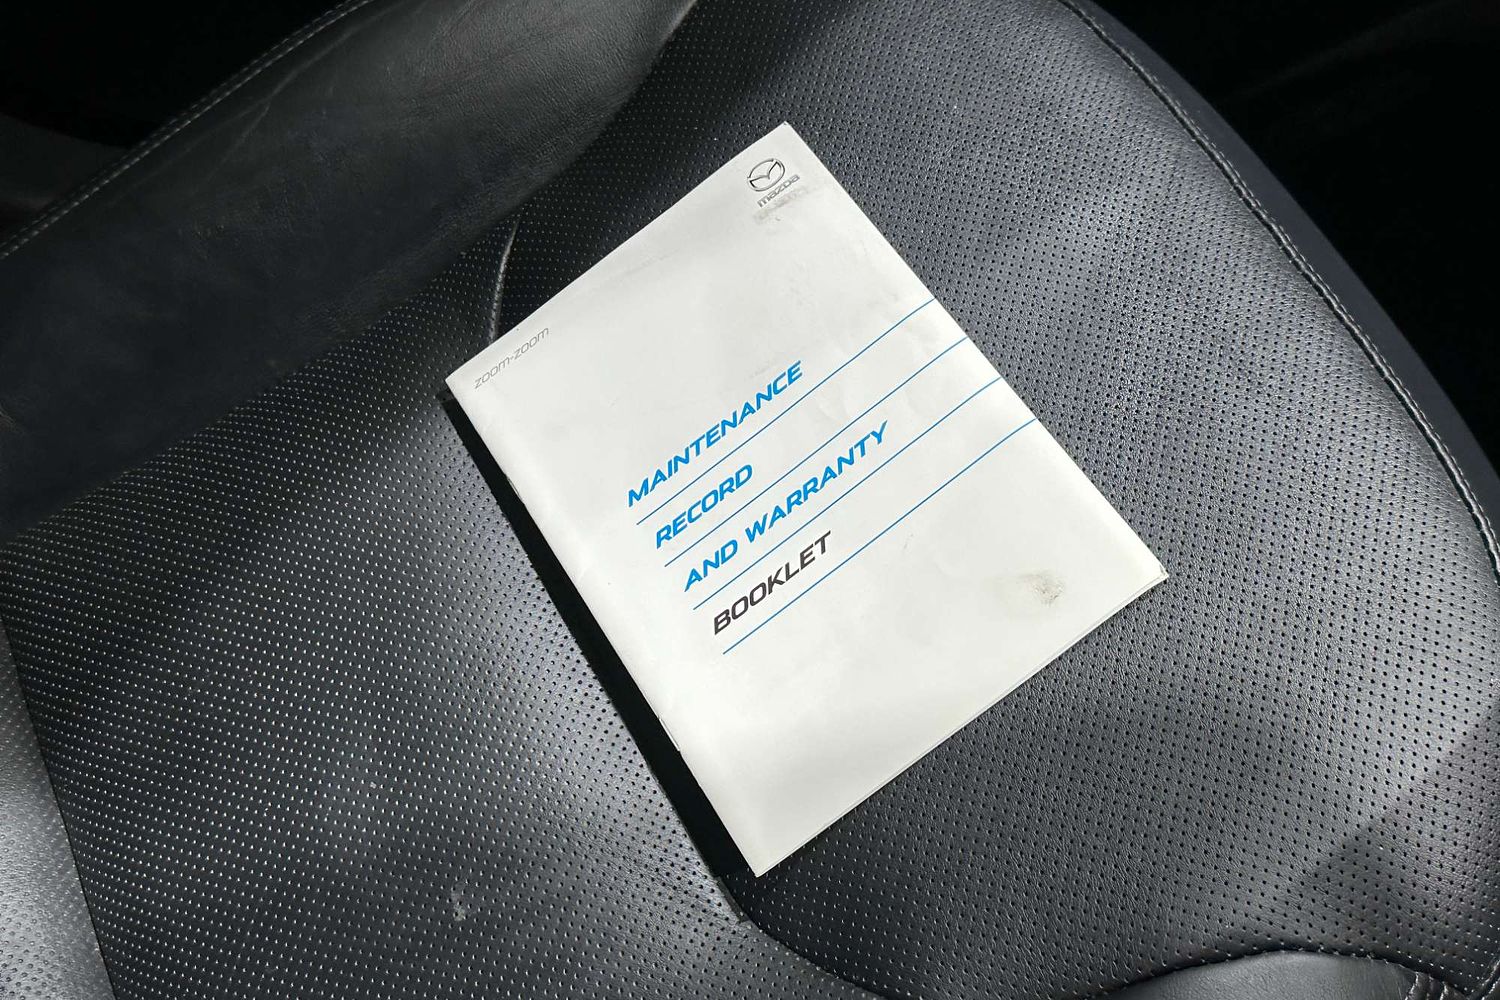 mazda
zoom-zoom
MAINTENANCE
RECORD
AND WARRANTY
BOOKLET